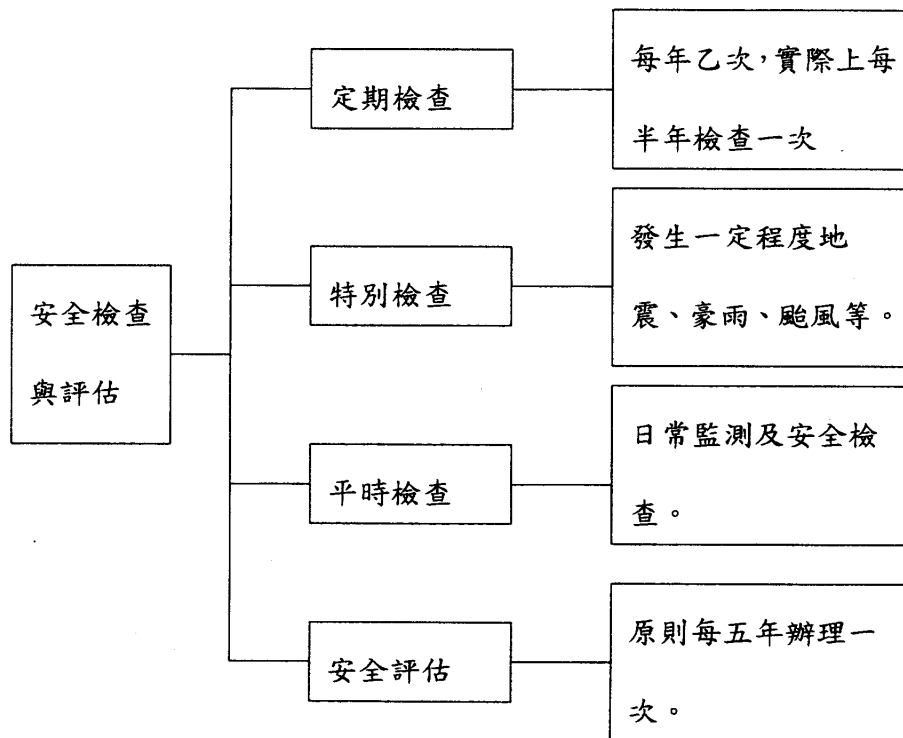 安全檢查
與評估
定期檢查
每年乙次,實際上每
半年檢查一次
特別檢查
發生一定程度地
震、豪雨、颱風等。
平時檢查
日常監測及安全檢
查。
安全評估
原則每五年辦理一
次。